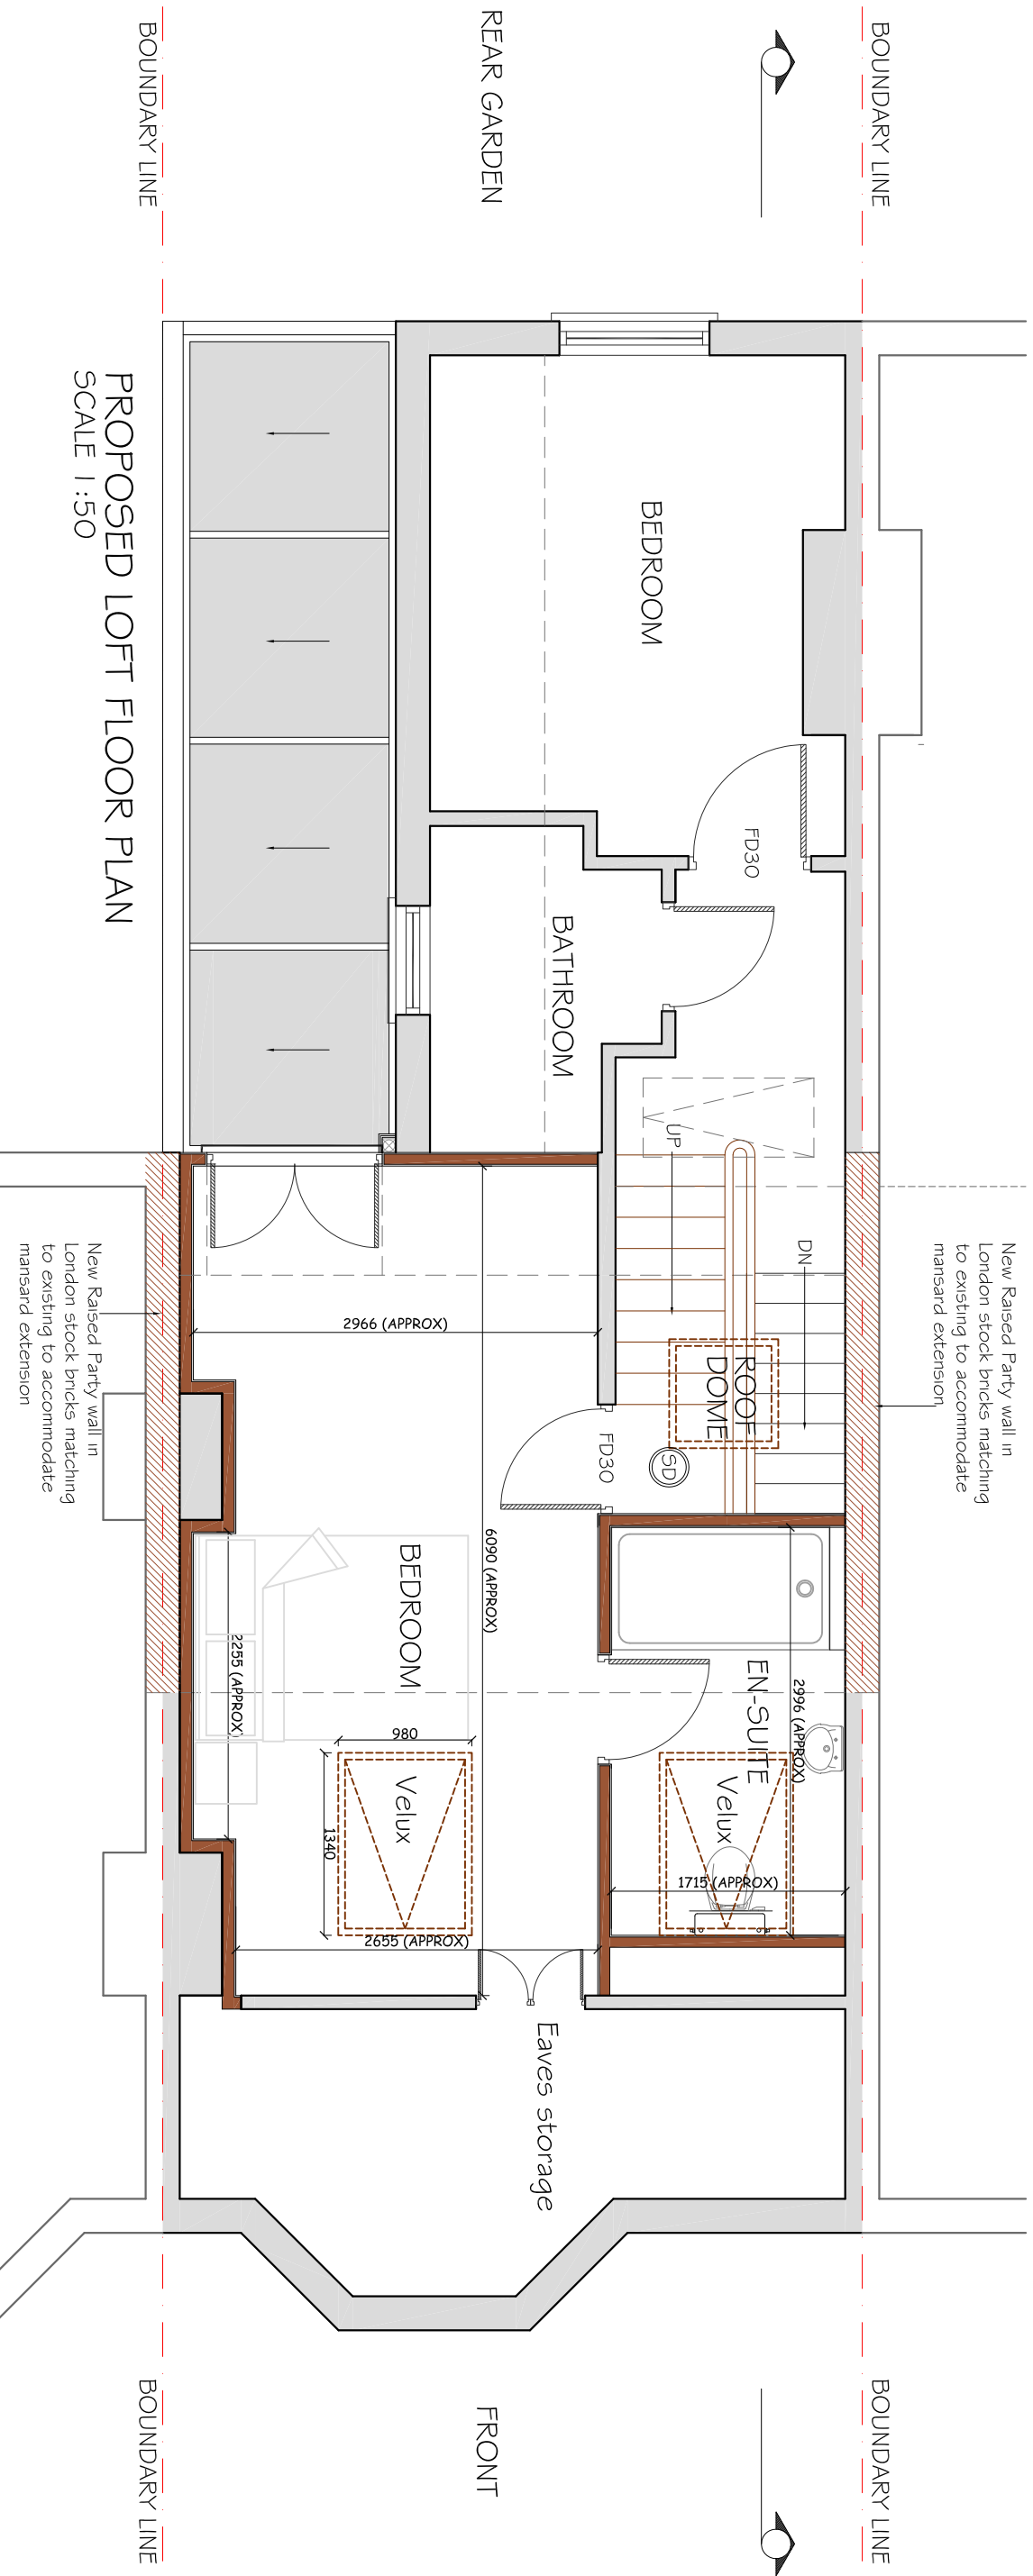 BOUNDARY LINE
BOUNDARY LINE
New Raised Party wall in
London stock bricks matching
to existing to accommodate
mansard extension
REAR GARDEN
FRONT
BEDROOM
FD30
BATHROOM
UP
DN
ROOF
DOME
SD
FD30
EN-SUITE
2996 (APPROX)
Velux
1715 (APPROX)
2966 (APPROX)
6090 (APPROX)
BEDROOM
2255 (APPROX)
980
Velux
1340
2655 (APPROX)
Eaves storage
BOUNDARY LINE
BOUNDARY LINE
PROPOSED LOFT FLOOR PLAN
SCALE 1:50
New Raised Party wall in
London stock bricks matching
to existing to accommodate
mansard extension